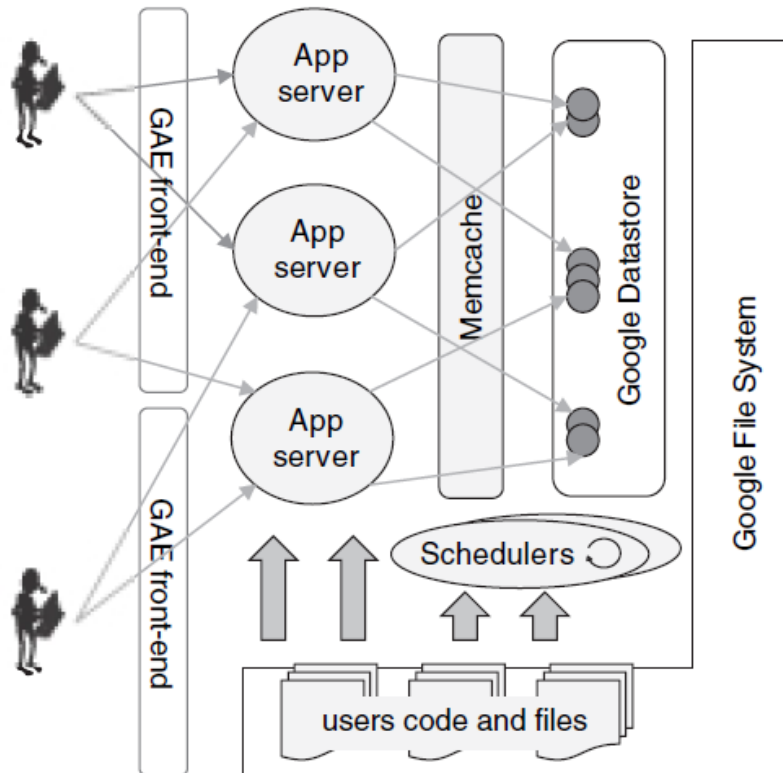 App
server
GAE front-end
App
server
Memcache
Google Datastore
Google File System
App
server
GAE front-end
Schedulers
users code and files